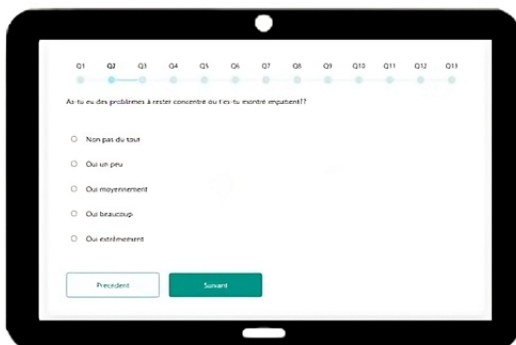 Q1 Q2 Q3 Q4 Q5 Q6 Q7 Q8 Q9 Q10 Q11 Q12 Q13
As-tu eu des problèmes à rester concentré ou t'es-tu montré impatient??
Non pas du tout
Oui un peu
Oui moyennement
Oui beaucoup
Oui extrêmement
Précédent Suivant